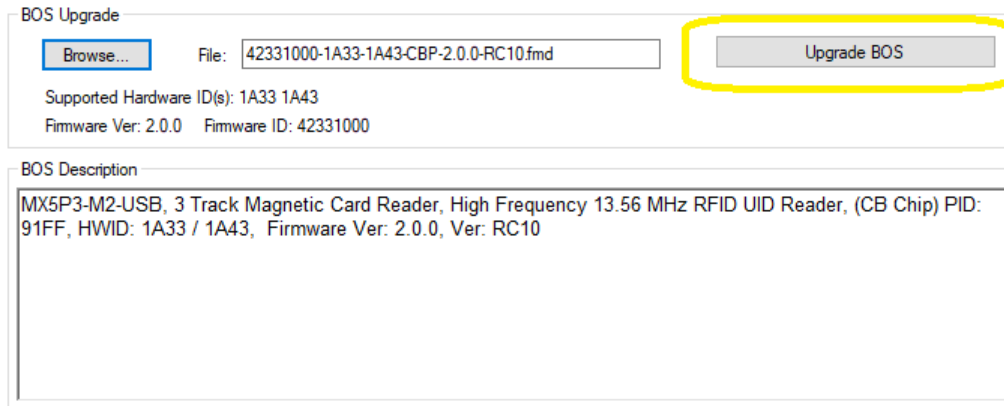 BOS Upgrade
Browse... File: 42331000-1A33-1A43-CBP-2.0.0-RC10.fmd Upgrade BOS
Supported Hardware ID(s): 1A33 1A43
Firmware Ver: 2.0.0 Firmware ID: 42331000
BOS Description
MX5P3-M2-USB, 3 Track Magnetic Card Reader, High Frequency 13.56 MHz RFID UID Reader, (CB Chip) PID:
91FF, HWID: 1A33 / 1A43, Firmware Ver: 2.0.0, Ver: RC10